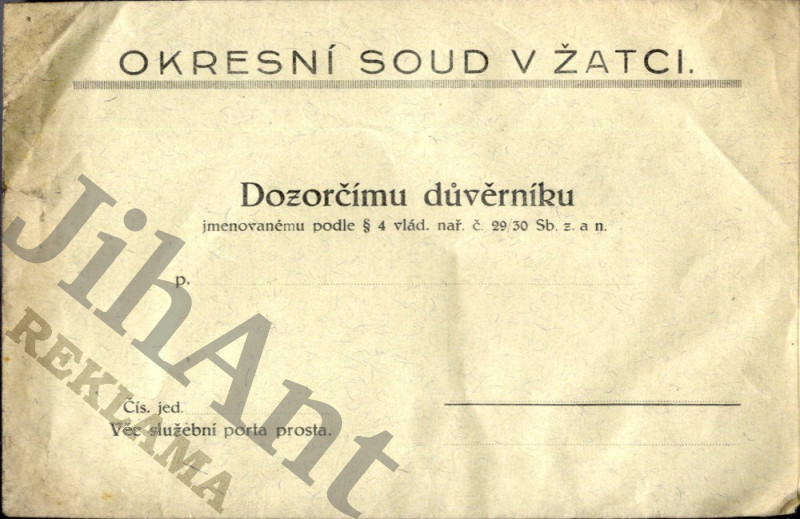 OKRESNÍ SOUD V ŽATCI.
Dozorčímu důvěrníku
jmenovanému podle § 4 vlád. nař. č. 29/30 Sb. z. a n.
p.
Čís. jed.
Věc služební porta prosta.
JihAnt
REKLAMA